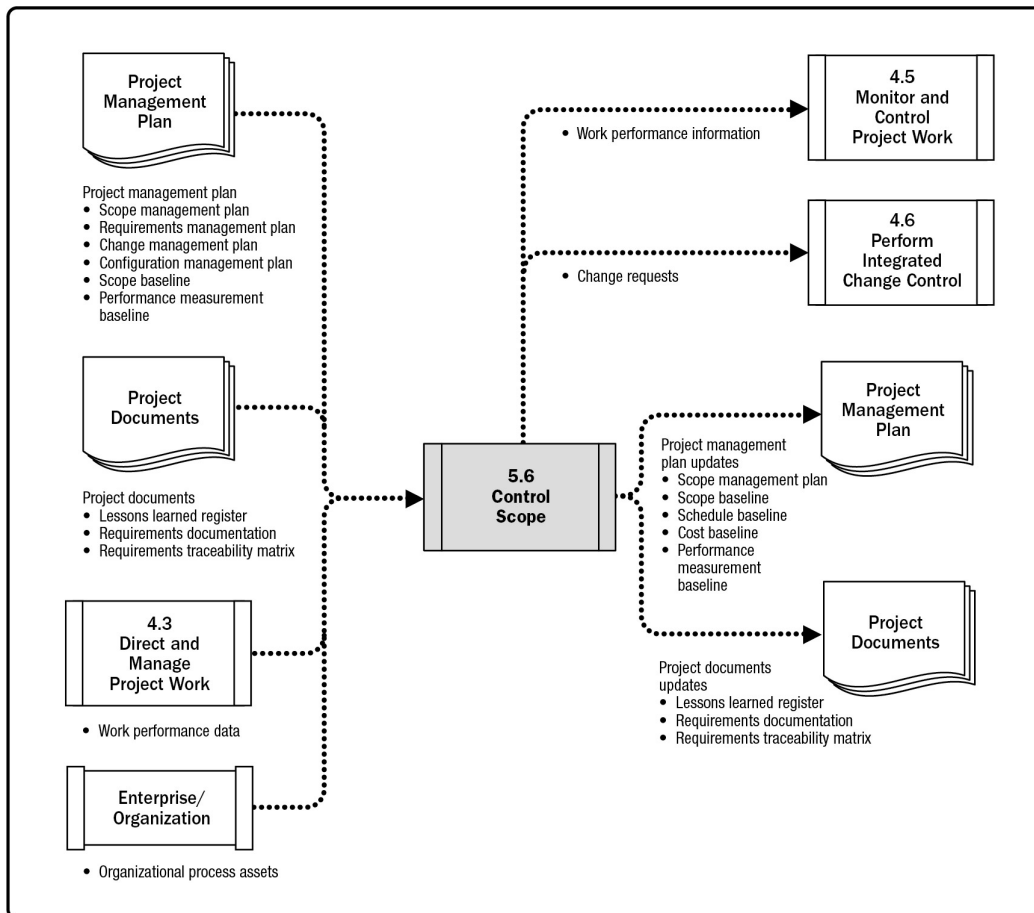 Project
Management
Plan
Project management plan
• Scope management plan
• Requirements management plan
• Change management plan
• Configuration management plan
• Scope baseline
• Performance measurement
baseline
Project
Documents
Project documents
• Lessons learned register
• Requirements documentation
• Requirements traceability matrix
4.3
Direct and
Manage
Project Work
• Work performance data
Enterprise/
Organization
• Organizational process assets
5.6
Control
Scope
• Work performance information
4.5
Monitor and
Control
Project Work
• Change requests
4.6
Perform
Integrated
Change Control
Project
Management
Plan
Project management
plan updates
• Scope management plan
• Scope baseline
• Schedule baseline
• Cost baseline
• Performance
measurement
baseline
Project
Documents
Project documents
updates
• Lessons learned register
• Requirements documentation
• Requirements traceability matrix